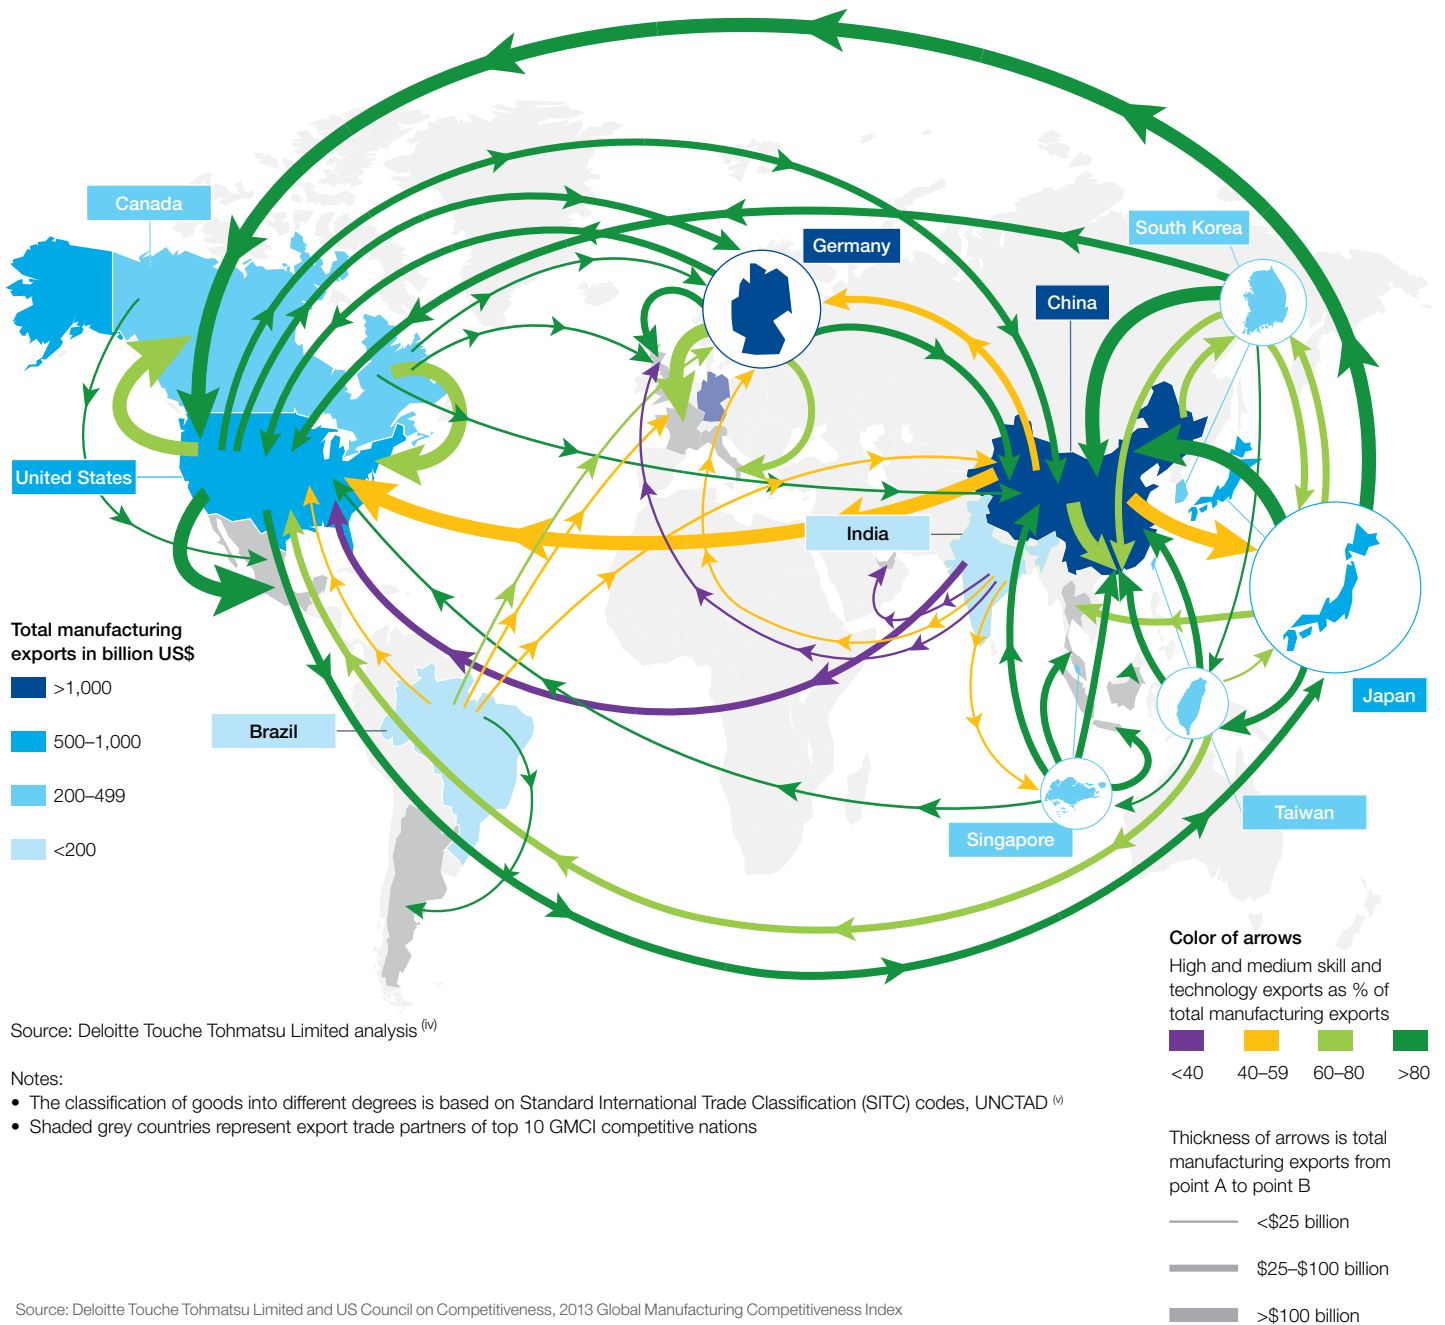 Canada
South Korea
Germany
China
United States
India
Total manufacturing
exports in billion US$
>1,000
500–1,000
200–499
<200
Brazil
Japan
Taiwan
Singapore
Color of arrows
High and medium skill and
technology exports as % of
total manufacturing exports
<40 40–59 60–80 >80
Source: Deloitte Touche Tohmatsu Limited analysis (iv)
Notes:
• The classification of goods into different degrees is based on Standard International Trade Classification (SITC) codes, UNCTAD (v)
• Shaded grey countries represent export trade partners of top 10 GMCI competitive nations
Thickness of arrows is total
manufacturing exports from
point A to point B
<$25 billion
$25–$100 billion
>$100 billion
Source: Deloitte Touche Tohmatsu Limited and US Council on Competitiveness, 2013 Global Manufacturing Competitiveness Index